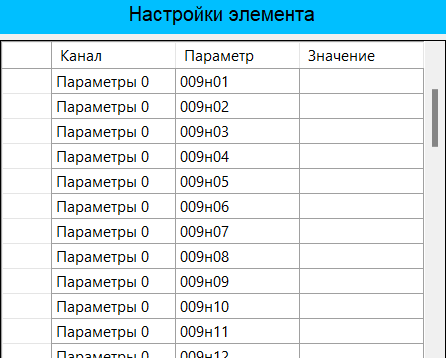 Настройки элемента
Канал Параметр Значение
Параметры 0 009н01
Параметры 0 009н02
Параметры 0 009н03
Параметры 0 009н04
Параметры 0 009н05
Параметры 0 009н06
Параметры 0 009н07
Параметры 0 009н08
Параметры 0 009н09
Параметры 0 009н10
Параметры 0 009н11
Параметры 0 009н12